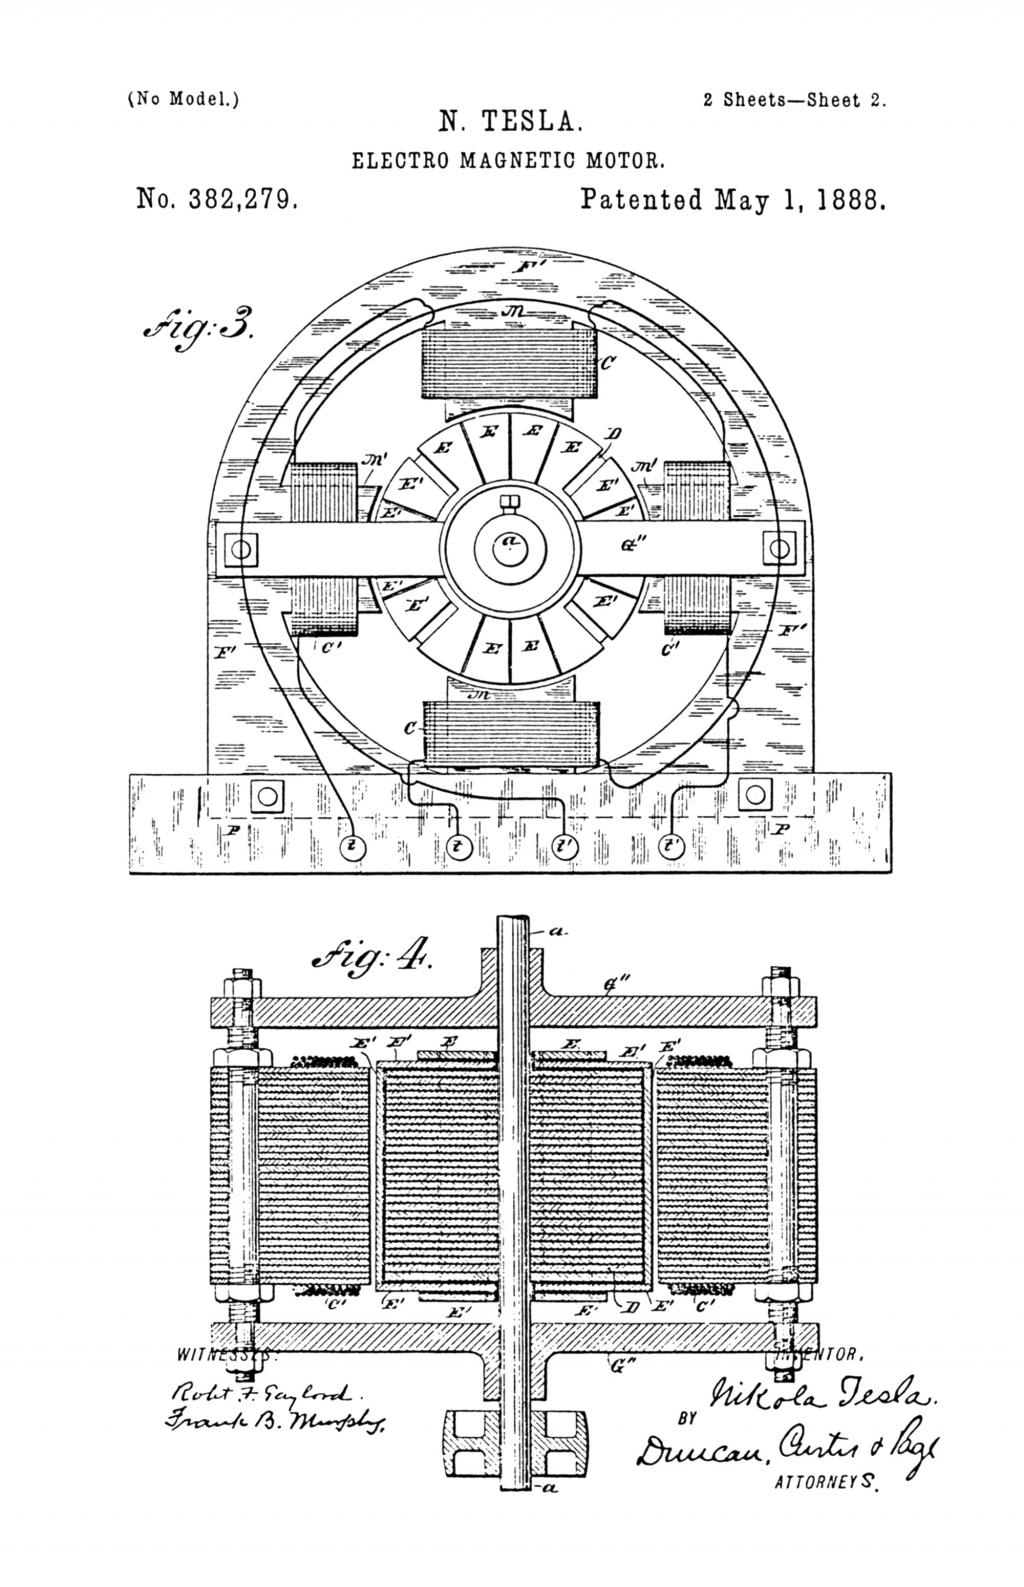 (No Model.)
2 Sheets—Sheet 2.
N. TESLA.
ELECTRO MAGNETIC MOTOR.
No. 382,279.
Patented May 1, 1888.
Fig: 3.
F'
M
C
E E E E D
M' E' E' M'
E' E'
a G"
E' E' E'
F' C' E E C' F'
M
C
P P
t t t' t'
Fig: 4.
a
G"
E' E' E E E' E'
C' E' E' E' D E' C'
G"
WITNESSES:
INVENTOR,
Robt. F. Gaylord.
Nikola Tesla.
Frank B. Murphy.
BY
Duncan, Curtis & Page
a
ATTORNEYS.